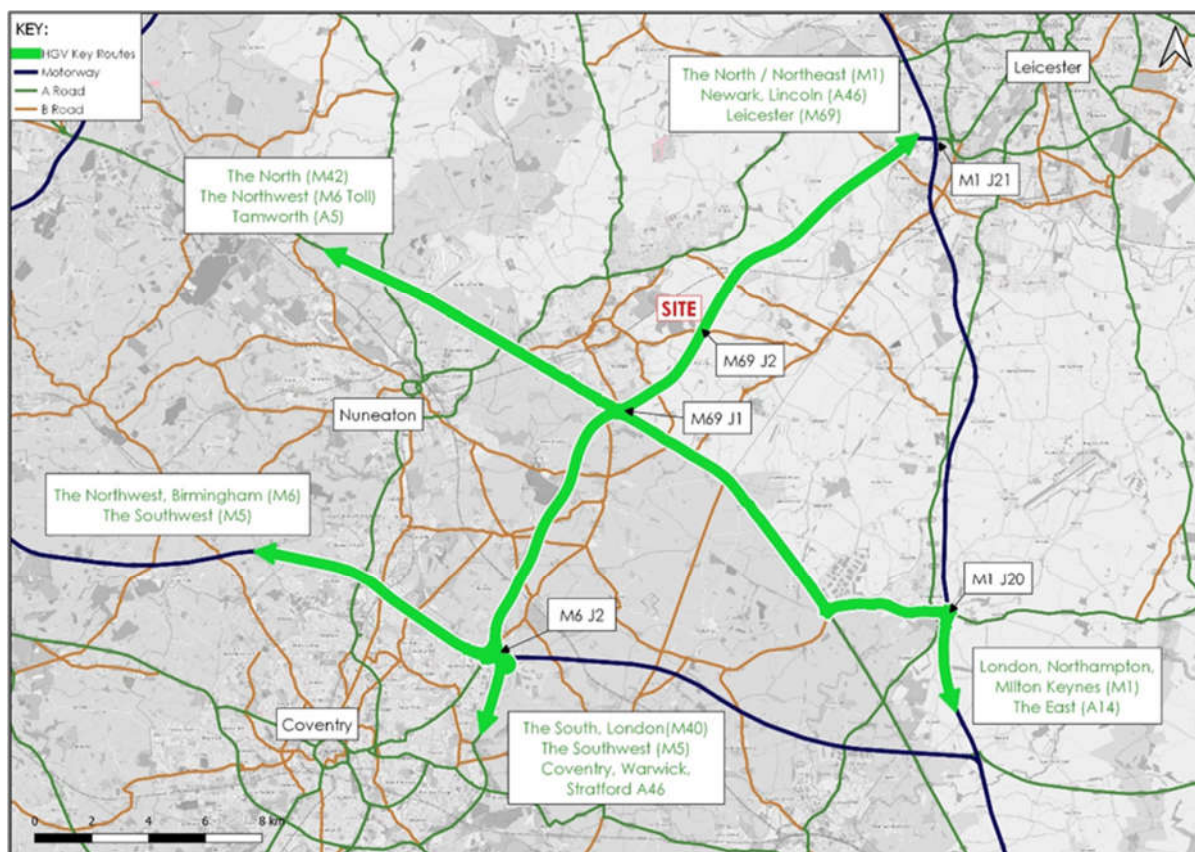 KEY:
HGV Key Routes
Motorway
A Road
B Road
The North / Northeast (M1)
Newark, Lincoln (A46)
Leicester (M69)
Leicester
M1 J21
The North (M42)
The Northwest (M6 Toll)
Tamworth (A5)
SITE
M69 J2
M69 J1
Nuneaton
The Northwest, Birmingham (M6)
The Southwest (M5)
M6 J2
M1 J20
London, Northampton,
Milton Keynes (M1)
The East (A14)
Coventry
The South, London(M40)
The Southwest (M5)
Coventry, Warwick,
Stratford A46
0 2 4 6 8 km